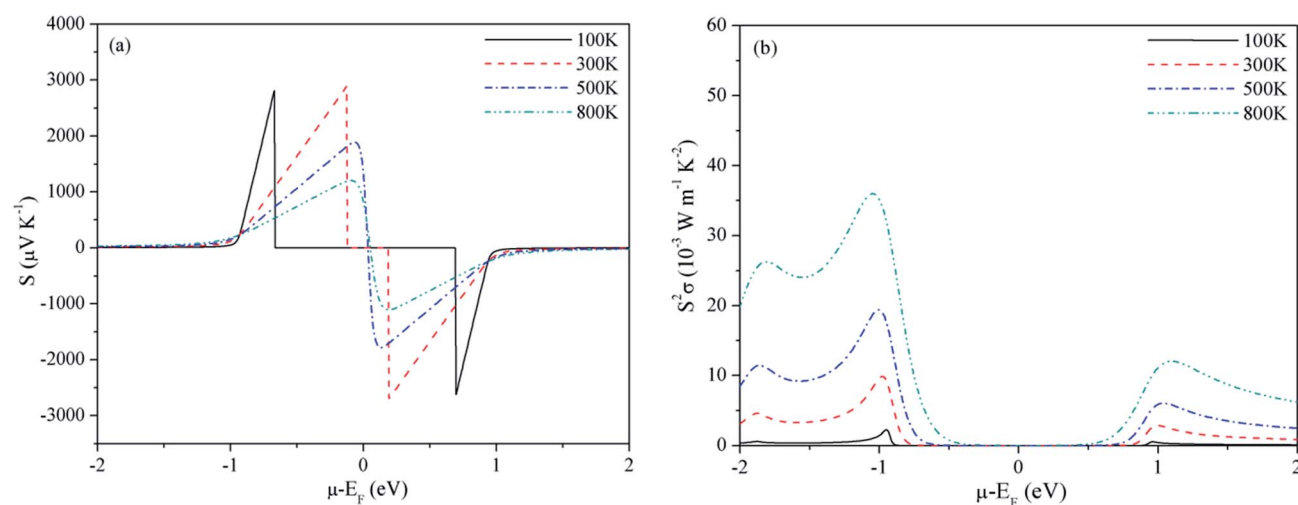 (a)
100K
300K
500K
800K
4000
3000
2000
1000
0
-1000
-2000
-3000
S (μV K⁻¹)
-2
-1
0
1
2
μ-E_F (eV)
(b)
100K
300K
500K
800K
60
50
40
30
20
10
0
S²σ (10⁻³ W m⁻¹ K⁻²)
-2
-1
0
1
2
μ-E_F (eV)